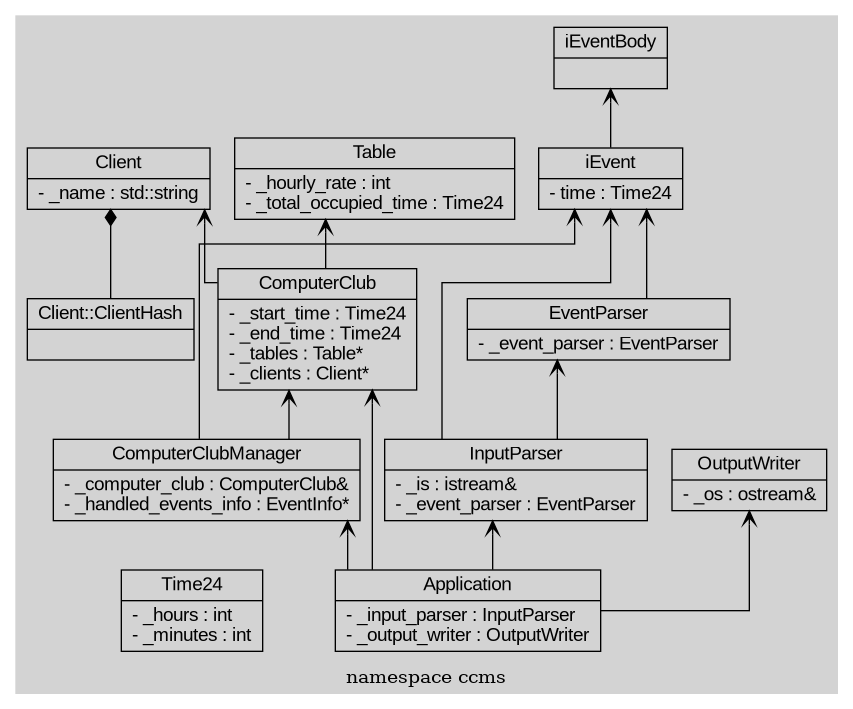 iEventBody
Client
- _name : std::string
Table
- _hourly_rate : int
- _total_occupied_time : Time24
iEvent
- time : Time24
Client::ClientHash
ComputerClub
- _start_time : Time24
- _end_time : Time24
- _tables : Table*
- _clients : Client*
EventParser
- _event_parser : EventParser
ComputerClubManager
- _computer_club : ComputerClub&
- _handled_events_info : EventInfo*
InputParser
- _is : istream&
- _event_parser : EventParser
OutputWriter
- _os : ostream&
Time24
- _hours : int
- _minutes : int
Application
- _input_parser : InputParser
- _output_writer : OutputWriter
namespace ccms